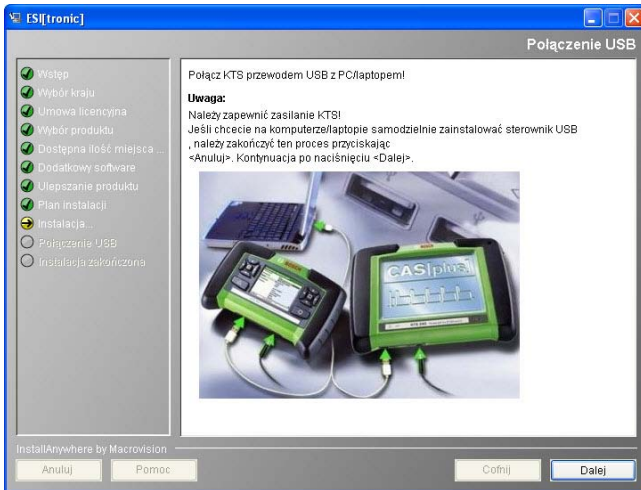 ESI[tronic]
Połączenie USB
Wstęp
Wybór kraju
Umowa licencyjna
Wybór produktu
Dostępna ilość miejsca ...
Dodatkowy software
Ulepszanie produktu
Plan instalacji
Instalacja...
Połączenie USB
Instalacja zakończona
Połącz KTS przewodem USB z PC/laptopem!
Uwaga:
Należy zapewnić zasilanie KTS!
Jeśli chcecie na komputerze/laptopie samodzielnie zainstalować sterownik USB
, należy zakończyć ten proces przyciskając
<Anuluj>. Kontynuacja po naciśnięciu <Dalej>.
BOSCH
CAS|plus|
InstallAnywhere by Macrovision
Anuluj
Pomoc
Cofnij
Dalej